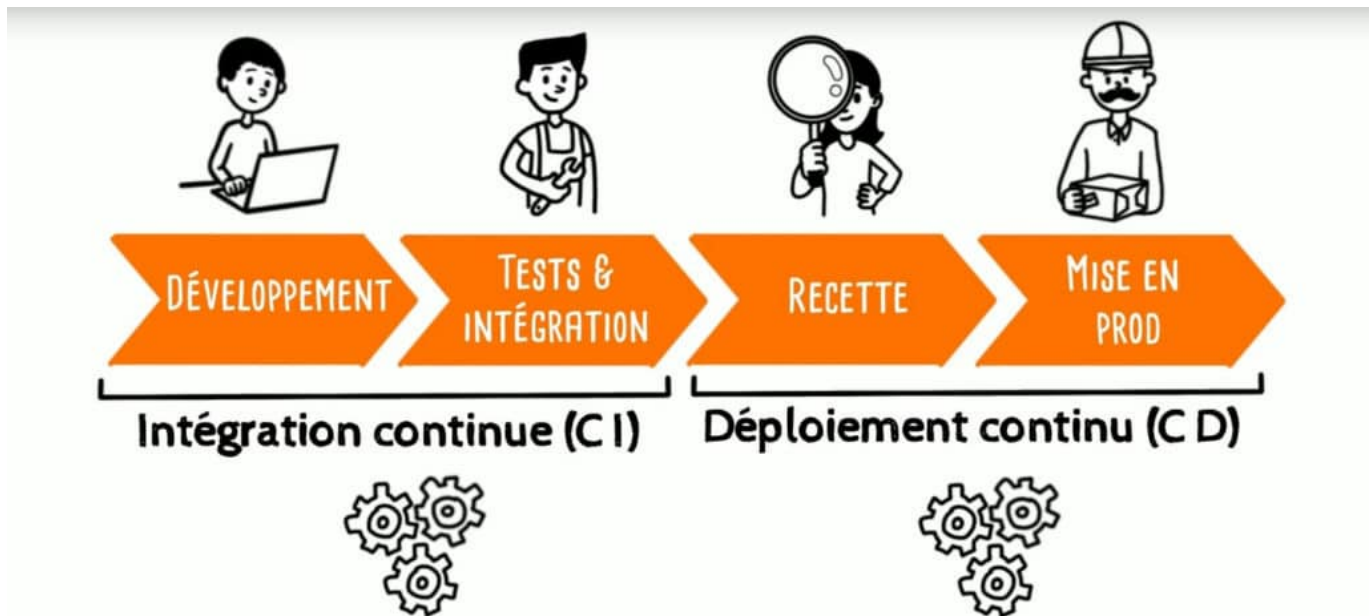 DÉVELOPPEMENT
TESTS &
INTÉGRATION
RECETTE
MISE EN
PROD
Intégration continue (C I)
Déploiement continu (C D)